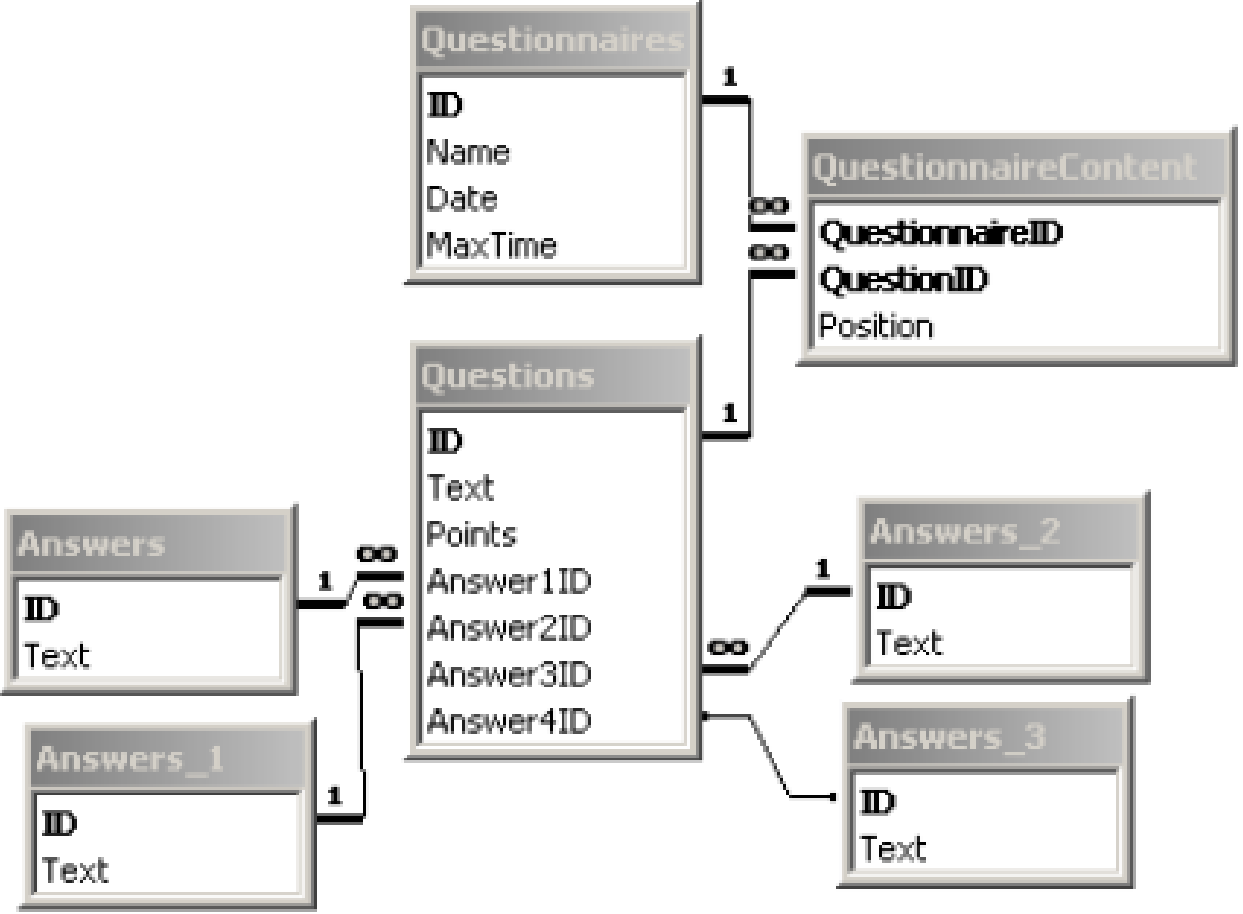 Questionnaires
ID
Name
Date
MaxTime
1
∞
∞
QuestionnaireContent
QuestionnaireID
QuestionID
Position
Questions
ID
Text
Points
Answer1ID
Answer2ID
Answer3ID
Answer4ID
1
Answers
ID
Text
1
∞
∞
Answers_1
ID
Text
1
Answers_2
ID
Text
1
∞
Answers_3
ID
Text